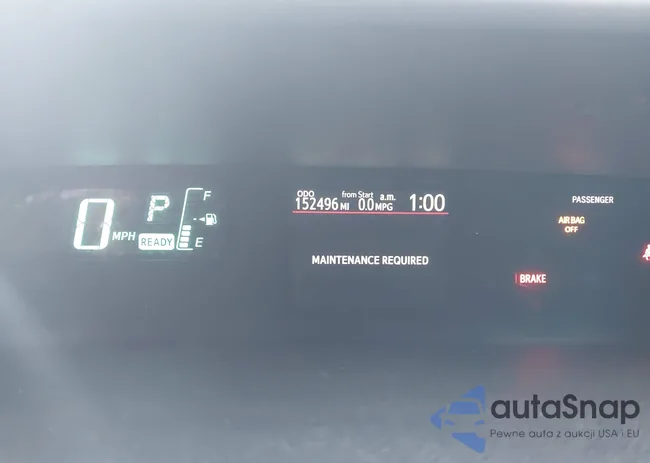 0 MPH
P
READY
F
E
ODO from Start a.m.
152496 MI 0.0 MPG 1:00
MAINTENANCE REQUIRED
PASSENGER
AIR BAG
OFF
BRAKE
autaSnap
Pewne auta z aukcji USA i EU